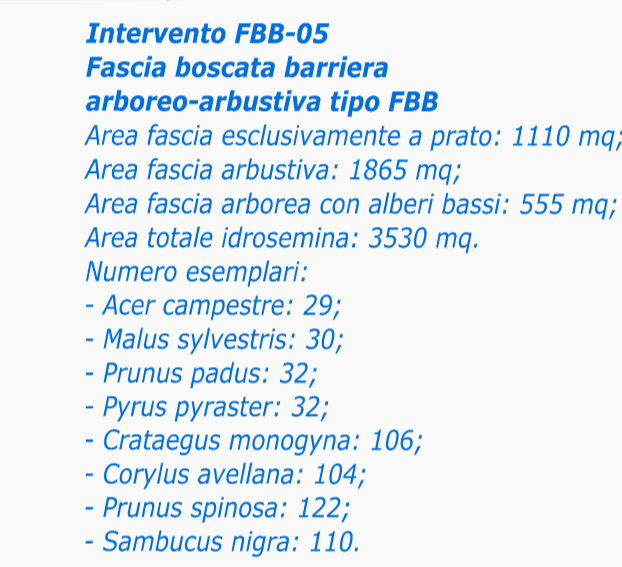 Intervento FBB-05
Fascia boscata barriera
arboreo-arbustiva tipo FBB
Area fascia esclusivamente a prato: 1110 mq;
Area fascia arbustiva: 1865 mq;
Area fascia arborea con alberi bassi: 555 mq;
Area totale idrosemina: 3530 mq.
Numero esemplari:
- Acer campestre: 29;
- Malus sylvestris: 30;
- Prunus padus: 32;
- Pyrus pyraster: 32;
- Crataegus monogyna: 106;
- Corylus avellana: 104;
- Prunus spinosa: 122;
- Sambucus nigra: 110.